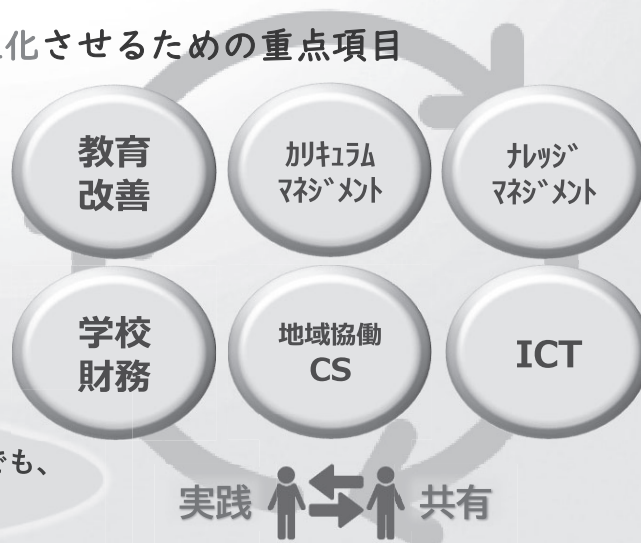 化させるための重点項目
教育
改善
ｶﾘｷｭﾗﾑ
ﾏﾈｼﾞﾒﾝﾄ
ﾅﾚｯｼﾞ
ﾏﾈｼﾞﾒﾝﾄ
学校
財務
地域協働
CS
ICT
でも、
実践
共有